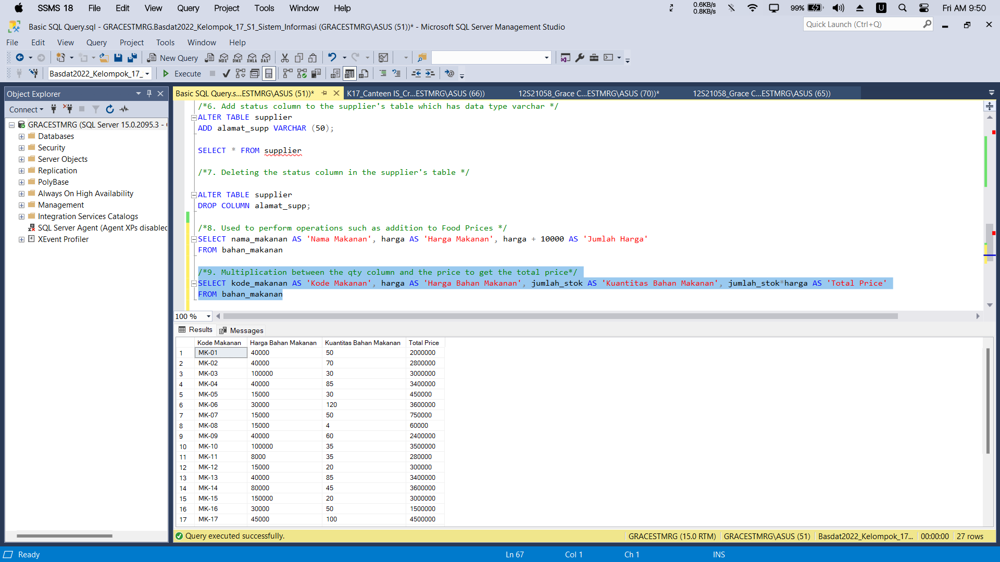 SSMS 18 File Edit View Query Project Tools Window Help 0.6KB/s 0.8KB/s 99% U Fri AM 9:50
Basic SQL Query.sql - GRACESTMRG.Basdat2022_Kelompok_17_S1_Sistem_Informasi (GRACESTMRG\ASUS (51))* - Microsoft SQL Server Management Studio
Quick Launch (Ctrl+Q)
File Edit View Query Project Tools Window Help
New Query MDX DMX XMLA DAX
Basdat2022_Kelompok_17_ Execute
Object Explorer
Connect
GRACESTMRG (SQL Server 15.0.2095.3 -
Databases
Security
Server Objects
Replication
PolyBase
Always On High Availability
Management
Integration Services Catalogs
SQL Server Agent (Agent XPs disabled
XEvent Profiler
Basic SQL Query.s...ESTMRG\ASUS (51))* K17_Canteen IS_Cr...ESTMRG\ASUS (66)) 12S21058_Grace C...ESTMRG\ASUS (70))* 12S21058_Grace C...ESTMRG\ASUS (65))
/*6. Add status column to the supplier's table which has data type varchar */
ALTER TABLE supplier
ADD alamat_supp VARCHAR (50);
SELECT * FROM supplier
/*7. Deleting the status column in the supplier's table */
ALTER TABLE supplier
DROP COLUMN alamat_supp;
/*8. Used to perform operations such as addition to Food Prices */
SELECT nama_makanan AS 'Nama Makanan', harga AS 'Harga Makanan', harga + 10000 AS 'Jumlah Harga'
FROM bahan_makanan
/*9. Multiplication between the qty column and the price to get the total price*/
SELECT kode_makanan AS 'Kode Makanan', harga AS 'Harga Bahan Makanan', jumlah_stok AS 'Kuantitas Bahan Makanan', jumlah_stok*harga AS 'Total Price'
FROM bahan_makanan
100 %
Results Messages
Kode Makanan Harga Bahan Makanan Kuantitas Bahan Makanan Total Price
1 MK-01 40000 50 2000000
2 MK-02 40000 70 2800000
3 MK-03 100000 30 3000000
4 MK-04 40000 85 3400000
5 MK-05 15000 30 450000
6 MK-06 30000 120 3600000
7 MK-07 15000 50 750000
8 MK-08 15000 4 60000
9 MK-09 40000 60 2400000
10 MK-10 100000 35 3500000
11 MK-11 8000 35 280000
12 MK-12 15000 20 300000
13 MK-13 40000 85 3400000
14 MK-14 80000 45 3600000
15 MK-15 150000 20 3000000
16 MK-16 30000 50 1500000
17 MK-17 45000 100 4500000
Query executed successfully. GRACESTMRG (15.0 RTM) GRACESTMRG\ASUS (51) Basdat2022_Kelompok_17... 00:00:00 27 rows
Ready Ln 67 Col 1 Ch 1 INS